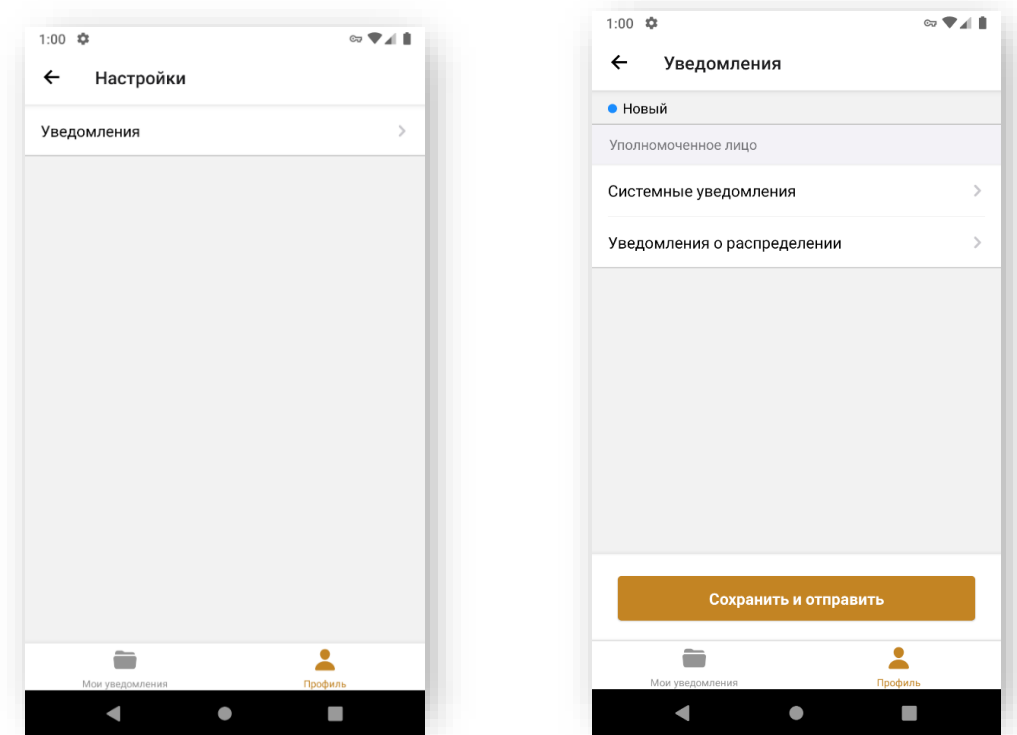 1:00
Настройки
Уведомления
Мои уведомления
Профиль
1:00
Уведомления
Новый
Уполномоченное лицо
Системные уведомления
Уведомления о распределении
Сохранить и отправить
Мои уведомления
Профиль